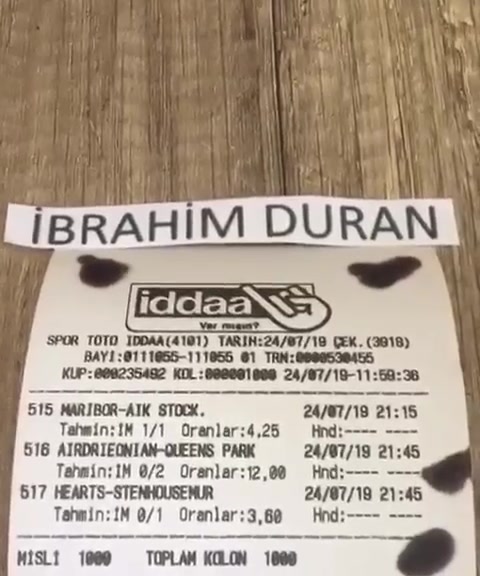 İBRAHİM DURAN
iddaa
Var mısın?
SPOR TOTO IDDAA(4101) TARIH:24/07/19 ÇEK.(3918)
BAYI:0111055-111055 01 TRN:0000530455
KUP:000235492 KOL:000001000 24/07/19-11:59:36
515 MARIBOR-AIK STOCK. 24/07/19 21:15
Tahmin:IM 1/1 Oranlar:4,25 Hnd:---- ----
516 AIRDRIEONIAN-QUEENS PARK 24/07/19 21:45
Tahmin:IM 0/2 Oranlar:12,00 Hnd:---- ----
517 HEARTS-STENHOUSEMUR 24/07/19 21:45
Tahmin:IM 0/1 Oranlar:3,60 Hnd:---- ----
MİSLİ 1000 TOPLAM KOLON 1000